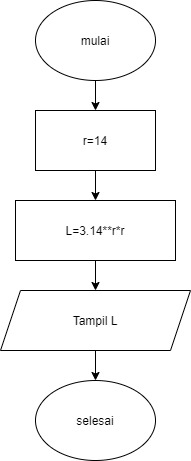 mulai
r=14
L=3.14**r*r
Tampil L
selesai